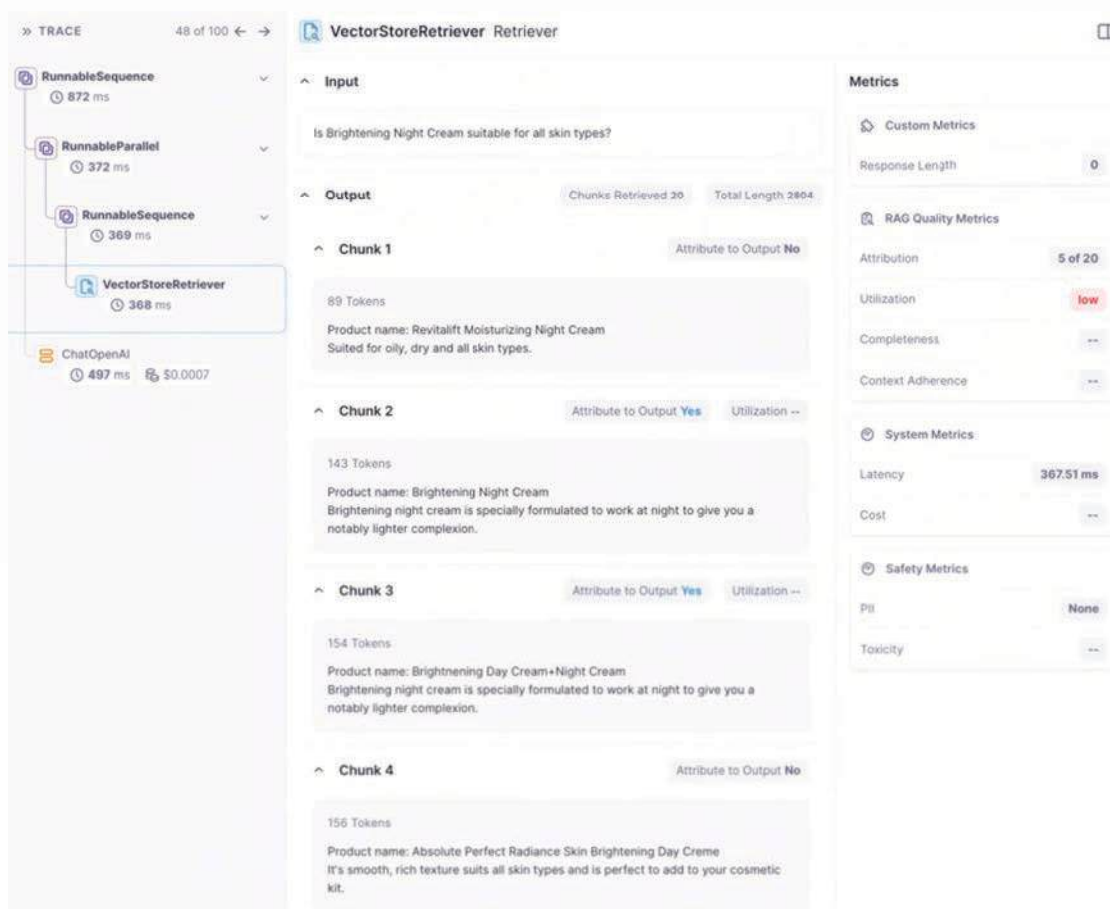 » TRACE
48 of 100 ← →
RunnableSequence
872 ms
RunnableParallel
372 ms
RunnableSequence
369 ms
VectorStoreRetriever
368 ms
ChatOpenAI
497 ms $0.0007
VectorStoreRetriever Retriever
Input
Is Brightening Night Cream suitable for all skin types?
Output
Chunks Retrieved 20
Total Length 2804
Chunk 1
Attribute to Output No
89 Tokens
Product name: Revitalift Moisturizing Night Cream
Suited for oily, dry and all skin types.
Chunk 2
Attribute to Output Yes
Utilization --
143 Tokens
Product name: Brightening Night Cream
Brightening night cream is specially formulated to work at night to give you a
notably lighter complexion.
Chunk 3
Attribute to Output Yes
Utilization --
154 Tokens
Product name: Brightnening Day Cream+Night Cream
Brightening night cream is specially formulated to work at night to give you a
notably lighter complexion.
Chunk 4
Attribute to Output No
156 Tokens
Product name: Absolute Perfect Radiance Skin Brightening Day Creme
It's smooth, rich texture suits all skin types and is perfect to add to your cosmetic
kit.
Metrics
Custom Metrics
Response Length 0
RAG Quality Metrics
Attribution 5 of 20
Utilization low
Completeness --
Context Adherence --
System Metrics
Latency 367.51 ms
Cost --
Safety Metrics
PII None
Toxicity --